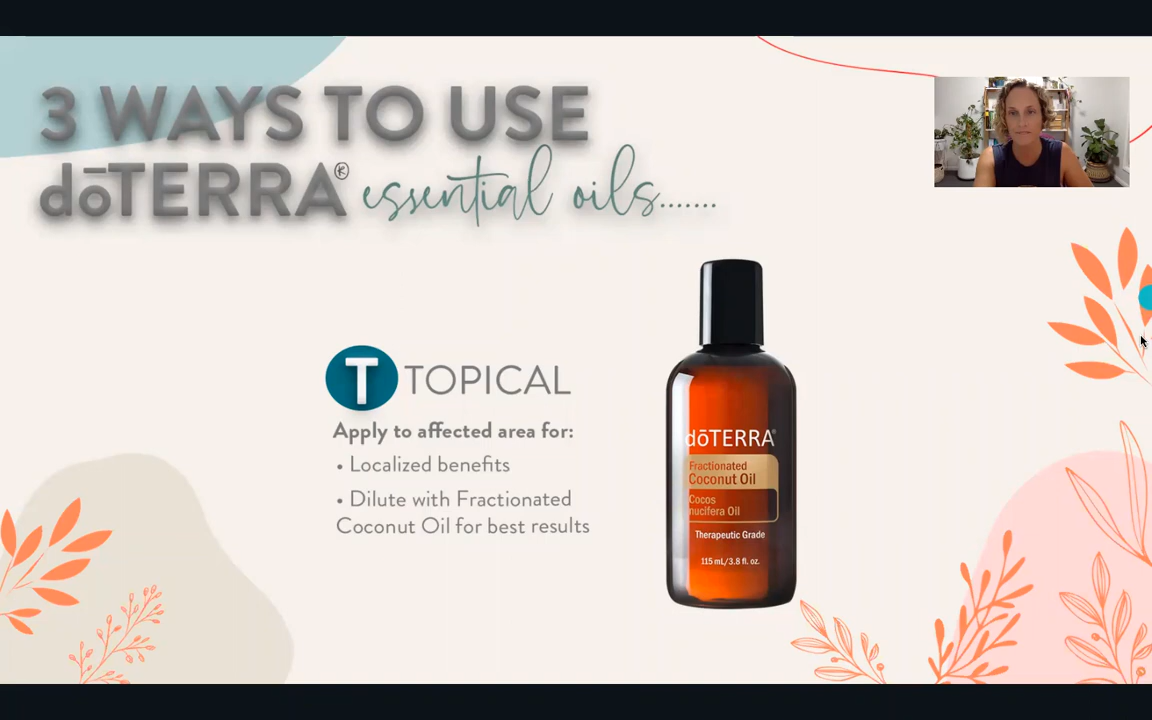 3 WAYS TO USE
dōTERRA® essential oils.......
T TOPICAL
Apply to affected area for:
• Localized benefits
• Dilute with Fractionated
Coconut Oil for best results
dōTERRA®
Fractionated
Coconut Oil
Cocos
nucifera Oil
Therapeutic Grade
115 mL/3.8 fl. oz.